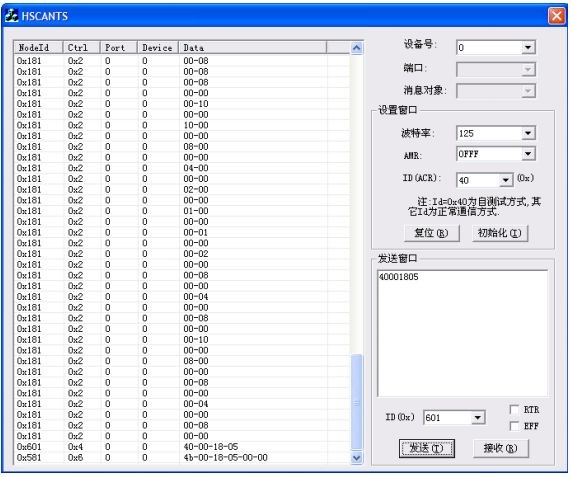 HSCANTS
NodeId Ctrl Port Device Data
0x181 0x2 0 0 00-08
0x181 0x2 0 0 00-08
0x181 0x2 0 0 00-08
0x181 0x2 0 0 00-00
0x181 0x2 0 0 00-10
0x181 0x2 0 0 00-00
0x181 0x2 0 0 10-00
0x181 0x2 0 0 00-00
0x181 0x2 0 0 08-00
0x181 0x2 0 0 00-00
0x181 0x2 0 0 04-00
0x181 0x2 0 0 00-00
0x181 0x2 0 0 02-00
0x181 0x2 0 0 00-00
0x181 0x2 0 0 01-00
0x181 0x2 0 0 00-00
0x181 0x2 0 0 00-01
0x181 0x2 0 0 00-00
0x181 0x2 0 0 00-02
0x181 0x2 0 0 00-00
0x181 0x2 0 0 00-08
0x181 0x2 0 0 00-00
0x181 0x2 0 0 00-04
0x181 0x2 0 0 00-00
0x181 0x2 0 0 00-08
0x181 0x2 0 0 00-00
0x181 0x2 0 0 00-10
0x181 0x2 0 0 00-00
0x181 0x2 0 0 08-00
0x181 0x2 0 0 00-00
0x181 0x2 0 0 00-08
0x181 0x2 0 0 00-00
0x181 0x2 0 0 00-04
0x181 0x2 0 0 00-00
0x181 0x2 0 0 00-08
0x181 0x2 0 0 00-00
0x601 0x4 0 0 40-00-18-05
0x581 0x6 0 0 4b-00-18-05-00-00
设备号: 0
端口:
消息对象:
设置窗口
波特率: 125
AMR: 0FFF
ID(ACR): 40 (0x)
注:Id=0x40为自测试方式,其
它Id为正常通信方式.
复位(R) 初始化(I)
发送窗口
40001805
ID(0x) 601
RTR
EFF
发送(T) 接收(R)